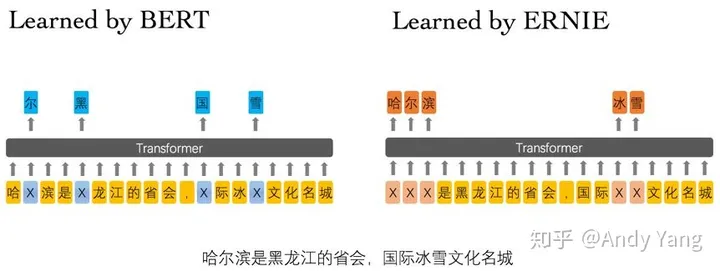 Learned by BERT
Learned by ERNIE
尔 黑 国 雪
哈 尔 滨 冰 雪
Transformer
Transformer
哈 X 滨 是 X 龙 江 的 省 会 , X 际 冰 X 文 化 名 城
X X X 是 黑 龙 江 的 省 会 , 国 际 X X 文 化 名 城
知乎 @Andy Yang
哈尔滨是黑龙江的省会,国际冰雪文化名城